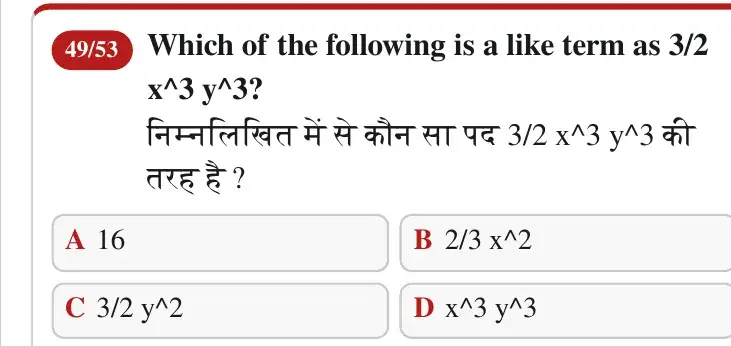 49/53 Which of the following is a like term as 3/2
x^3 y^3?
निम्नलिखित में से कौन सा पद 3/2 x^3 y^3 की
तरह है ?
A 16
B 2/3 x^2
C 3/2 y^2
D x^3 y^3